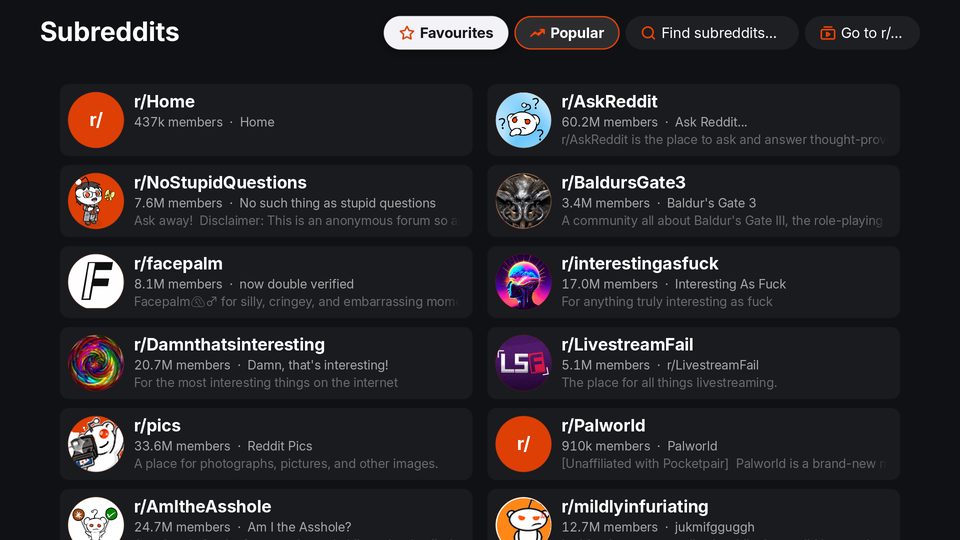 Subreddits
Favourites
Popular
Find subreddits...
Go to r/...
r/
r/Home
437k members · Home
r/AskReddit
60.2M members · Ask Reddit...
r/AskReddit is the place to ask and answer thought-prov
r/NoStupidQuestions
7.6M members · No such thing as stupid questions
Ask away! Disclaimer: This is an anonymous forum so a
r/BaldursGate3
3.4M members · Baldur's Gate 3
A community all about Baldur's Gate III, the role-playing
F
r/facepalm
8.1M members · now double verified
Facepalm🤦♂ for silly, cringey, and embarrassing mom
r/interestingasfuck
17.0M members · Interesting As Fuck
For anything truly interesting as fuck
r/Damnthatsinteresting
20.7M members · Damn, that's interesting!
For the most interesting things on the internet
LSF
r/LivestreamFail
5.1M members · r/LivestreamFail
The place for all things livestreaming.
r/pics
33.6M members · Reddit Pics
A place for photographs, pictures, and other images.
r/
r/Palworld
910k members · Palworld
[Unaffiliated with Pocketpair] Palworld is a brand-new
r/AmItheAsshole
24.7M members · Am I the Asshole?
r/mildlyinfuriating
12.7M members · jukmifgguggh